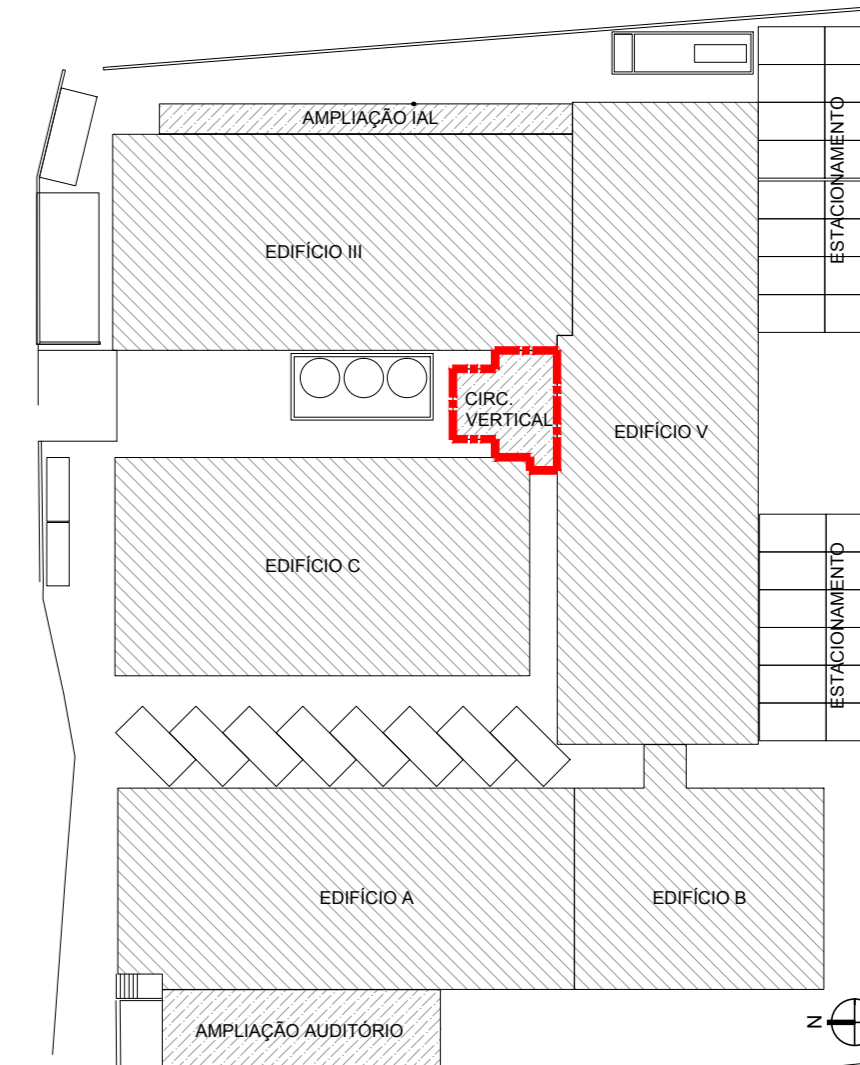 AMPLIAÇÃO IAL
ESTACIONAMENTO
EDIFÍCIO III
CIRC.
VERTICAL
EDIFÍCIO V
EDIFÍCIO C
ESTACIONAMENTO
EDIFÍCIO A
EDIFÍCIO B
AMPLIAÇÃO AUDITÓRIO
N